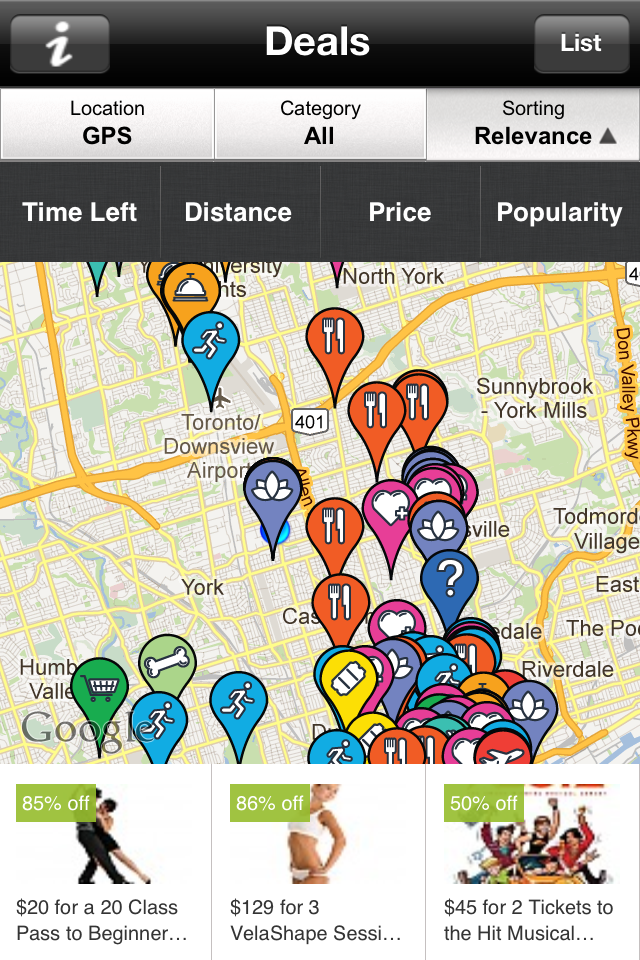 Deals
List
Location
GPS
Category
All
Sorting
Relevance ▲
Time Left
Distance
Price
Popularity
North York
Sunnybrook
- York Mills
Don Valley Pkwy
401
Toronto/
Downsview
Airport
Allen
Todmord
Village
York
East
The Po
Riverdale
Humb
Valle
Google
85% off
86% off
50% off
$20 for a 20 Class
Pass to Beginner…
$129 for 3
VelaShape Sessi…
$45 for 2 Tickets to
the Hit Musical…